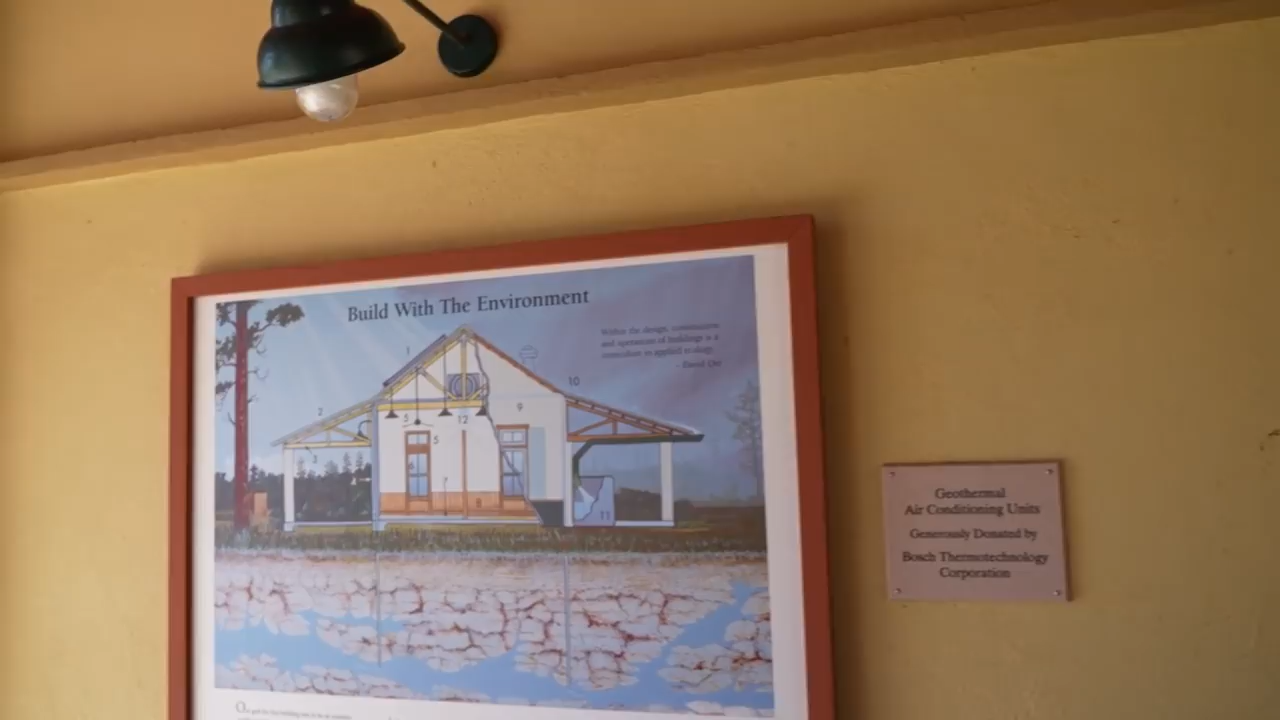 Build With The Environment
Within the design, construction
and operation of buildings is a
curriculum in applied ecology.
- David Orr
1
2
3
5
5
12
9
10
11
Geothermal
Air Conditioning Units
Generously Donated by
Bosch Thermotechnology
Corporation